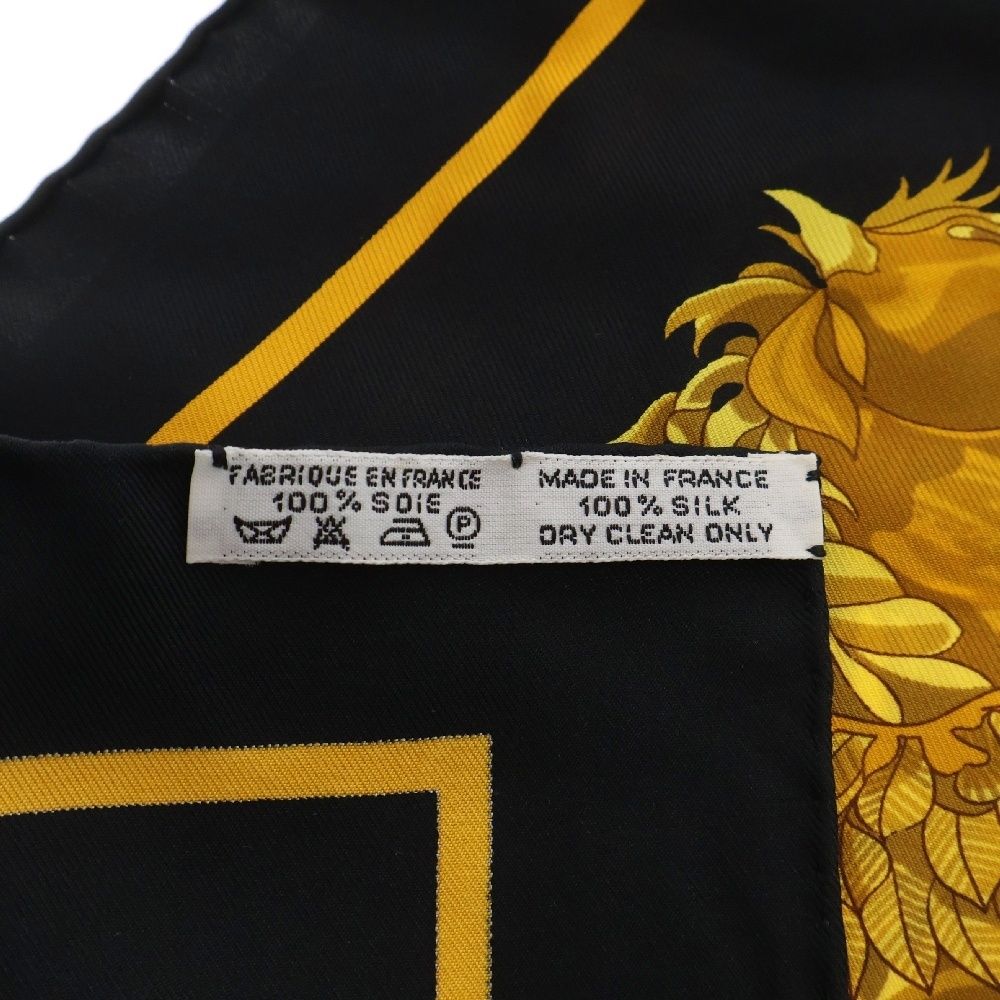 FABRIQUE EN FRANCE
100% SOIE
P
MADE IN FRANCE
100% SILK
DRY CLEAN ONLY